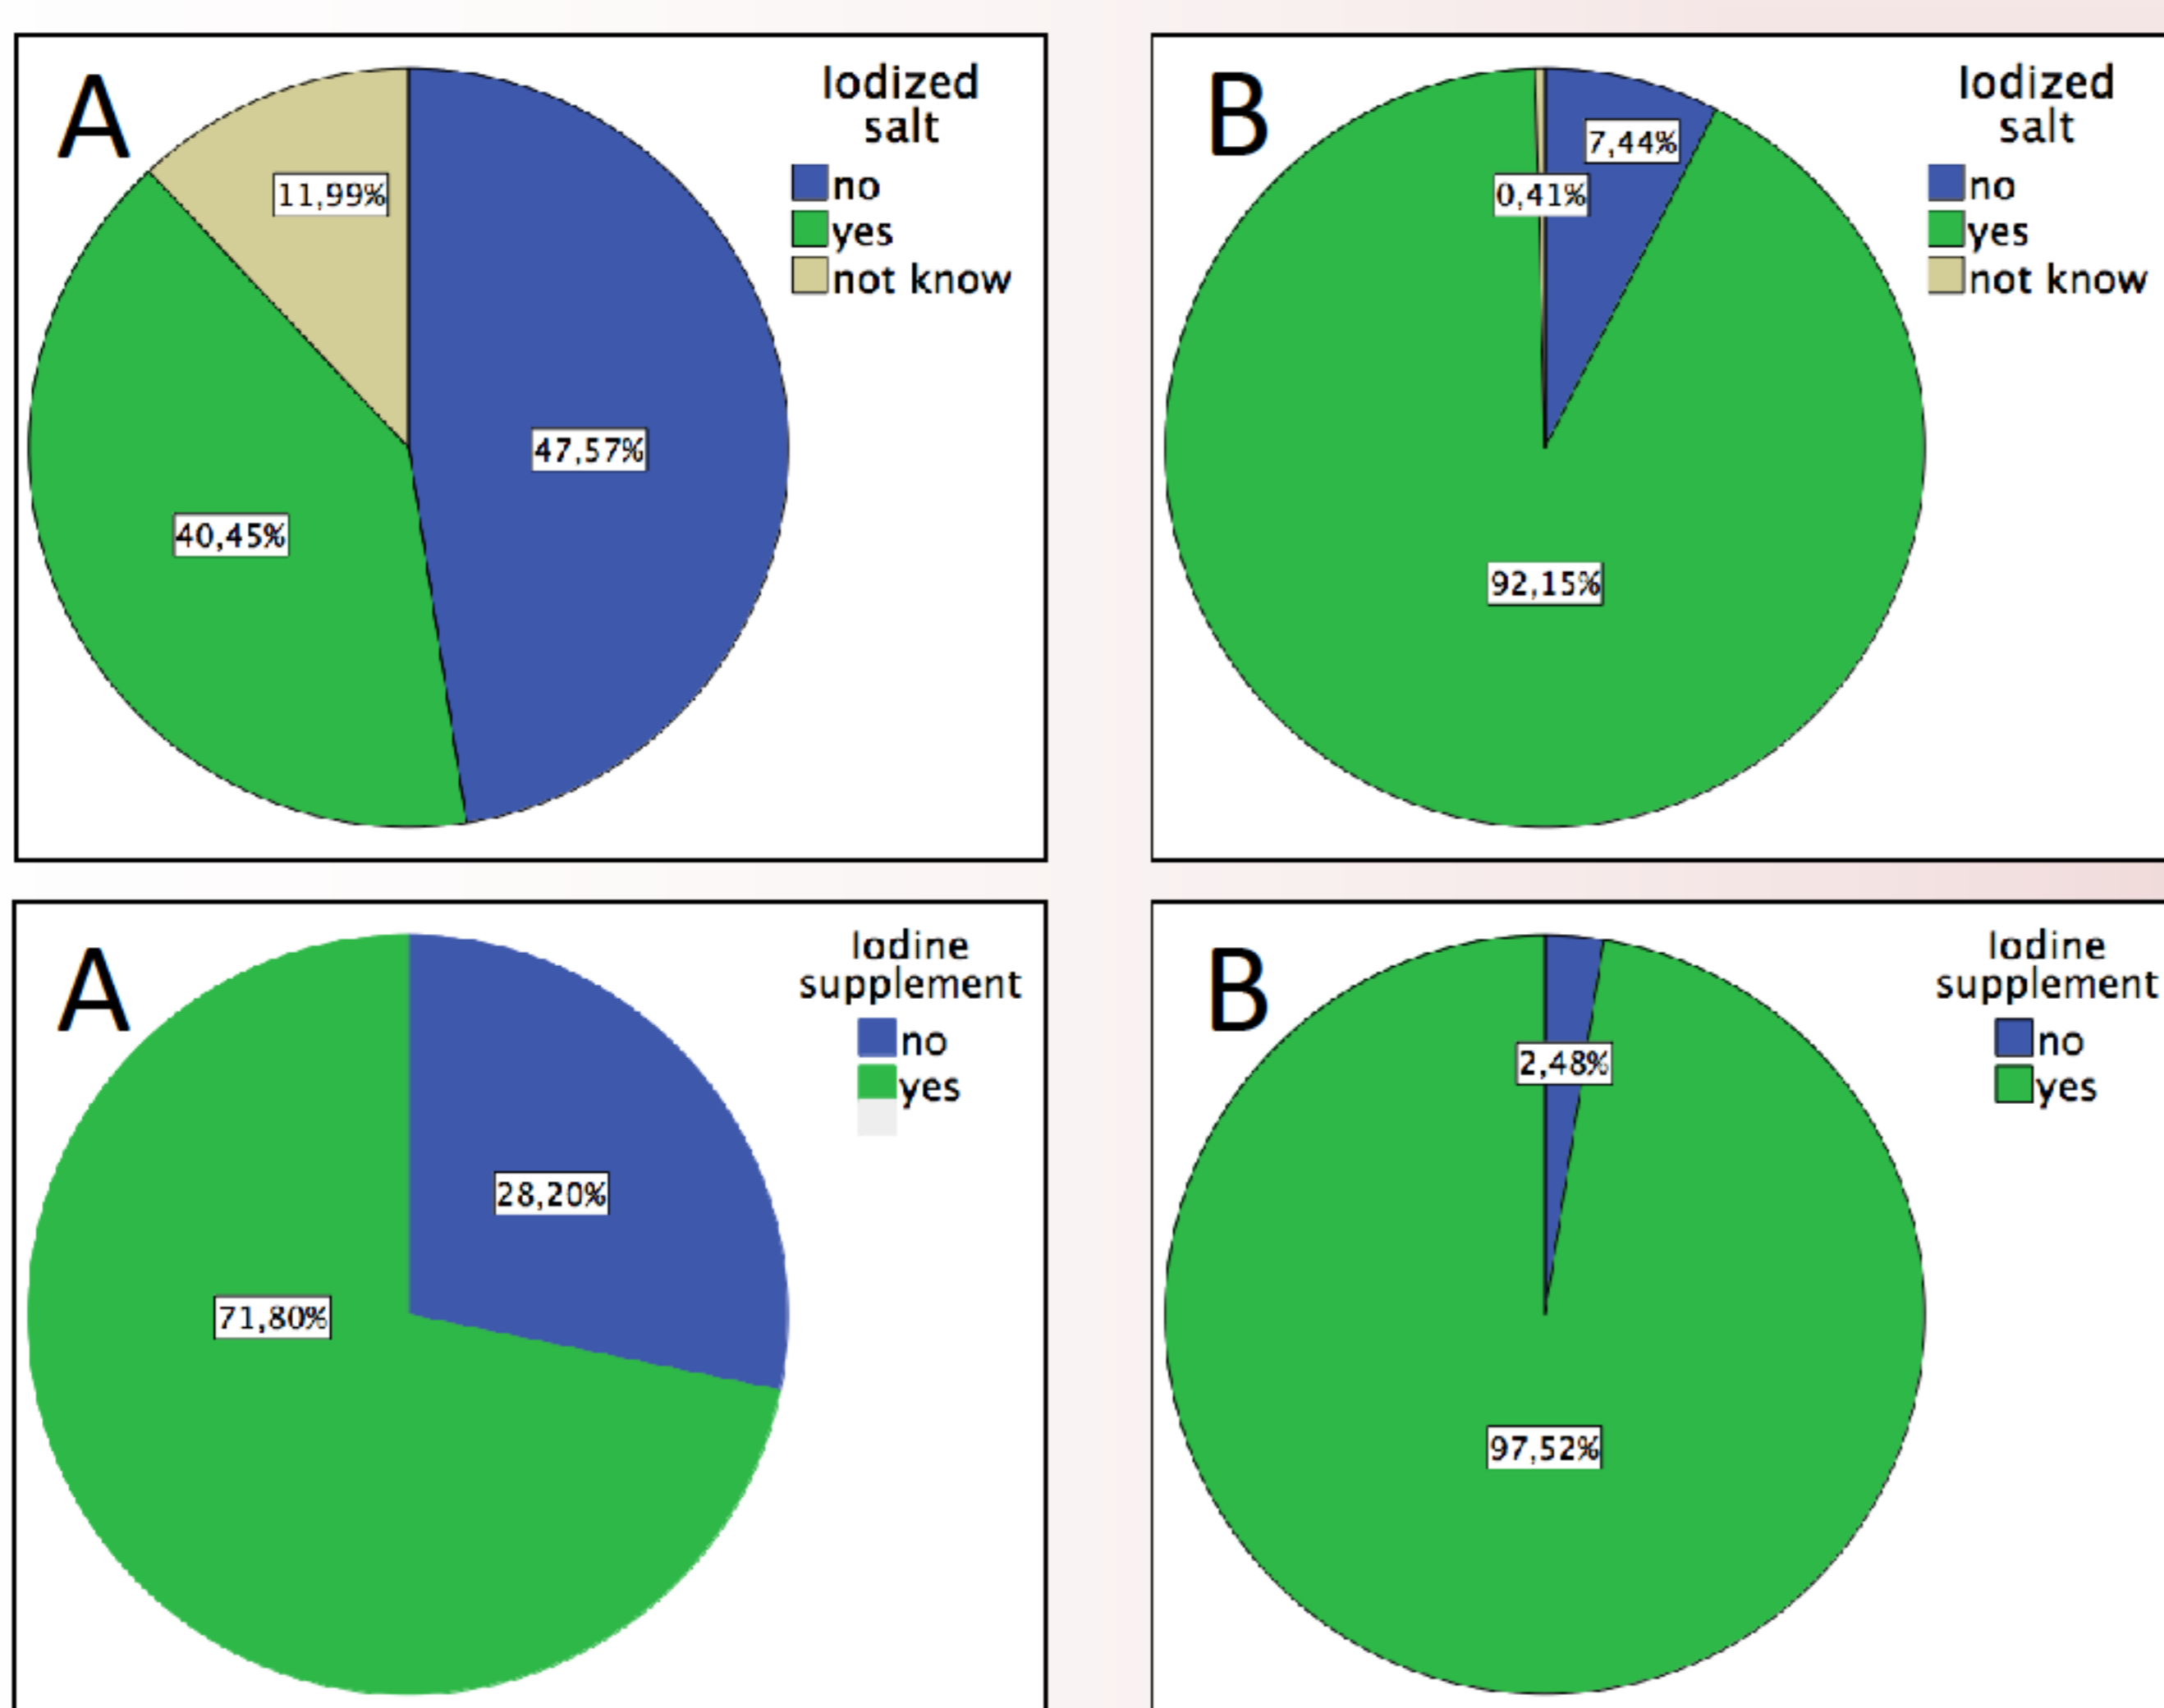 A
Iodized
salt
no
yes
not know
11,99%
47,57%
40,45%
B
Iodized
salt
no
yes
not know
7,44%
0,41%
92,15%
A
Iodine
supplement
no
yes
28,20%
71,80%
B
Iodine
supplement
no
yes
2,48%
97,52%